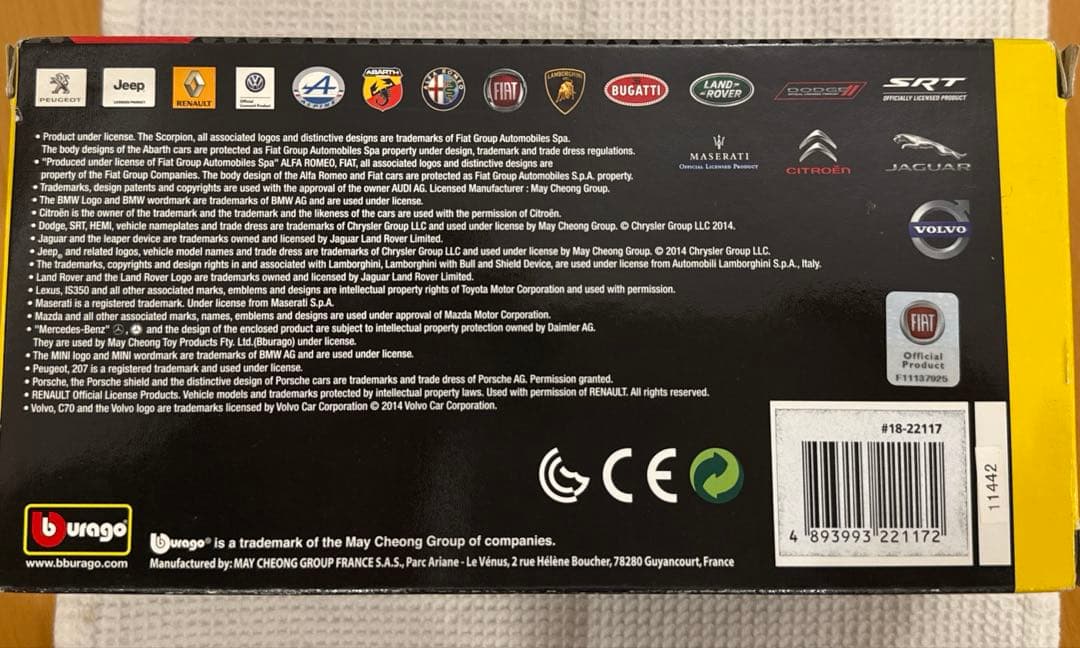 PEUGEOT
Jeep
LICENSED PRODUCT
RENAULT
Official Licensed Product
ALPINE
ABARTH
ALFA ROMEO
FIAT
LAMBORGHINI
BUGATTI
LAND-ROVER
DODGE
OFFICIAL LICENSED PRODUCT
SRT
OFFICIALLY LICENSED PRODUCT
MASERATI
OFFICIAL LICENSED PRODUCT
CITROËN
JAGUAR
VOLVO
• Product under license. The Scorpion, all associated logos and distinctive designs are trademarks of Fiat Group Automobiles Spa.
The body designs of the Abarth cars are protected as Fiat Group Automobiles Spa property under design, trademark and trade dress regulations.
• "Produced under license of Fiat Group Automobiles Spa" ALFA ROMEO, FIAT, all associated logos and distinctive designs are
property of the Fiat Group Companies. The body design of the Alfa Romeo and Fiat cars are protected as Fiat Group Automobiles S.p.A. property.
• Trademarks, design patents and copyrights are used with the approval of the owner AUDI AG. Licensed Manufacturer : May Cheong Group.
• The BMW Logo and BMW wordmark are trademarks of BMW AG and are used under license.
• Citroën is the owner of the trademark and the trademark and the likeness of the cars are used with the permission of Citroën.
• Dodge, SRT, HEMI, vehicle nameplates and trade dress are trademarks of Chrysler Group LLC and used under license by May Cheong Group. © Chrysler Group LLC 2014.
• Jaguar and the leaper device are trademarks owned and licensed by Jaguar Land Rover Limited.
• Jeep® and related logos, vehicle model names and trade dress are trademarks of Chrysler Group LLC and used under license by May Cheong Group. © 2014 Chrysler Group LLC.
• The trademarks, copyrights and design rights in and associated with Lamborghini, Lamborghini with Bull and Shield Device, are used under license from Automobili Lamborghini S.p.A., Italy.
• Land Rover and the Land Rover Logo are trademarks owned and licensed by Jaguar Land Rover Limited.
• Lexus, IS350 and all other associated marks, emblems and designs are intellectual property rights of Toyota Motor Corporation and used with permission.
• Maserati is a registered trademark. Under license from Maserati S.p.A.
• Mazda and all other associated marks, names, emblems and designs are used under approval of Mazda Motor Corporation.
• "Mercedes-Benz" , and the design of the enclosed product are subject to intellectual property protection owned by Daimler AG.
They are used by May Cheong Toy Products Fty. Ltd.(Bburago) under license.
• The MINI logo and MINI wordmark are trademarks of BMW AG and are used under license.
• Peugeot, 207 is a registered trademark and used under license.
• Porsche, the Porsche shield and the distinctive design of Porsche cars are trademarks and trade dress of Porsche AG. Permission granted.
• RENAULT Official License Products. Vehicle models and trademarks protected by intellectual property laws. Used with permission of RENAULT. All rights reserved.
• Volvo, C70 and the Volvo logo are trademarks licensed by Volvo Car Corporation © 2014 Volvo Car Corporation.
FIAT
Official
Product
F11137925
#18-22117
4 893993 221172
11442
CE
bburago
www.bburago.com
bburago® is a trademark of the May Cheong Group of companies.
Manufactured by: MAY CHEONG GROUP FRANCE S.A.S., Parc Ariane - Le Vénus, 2 rue Hélène Boucher, 78280 Guyancourt, France